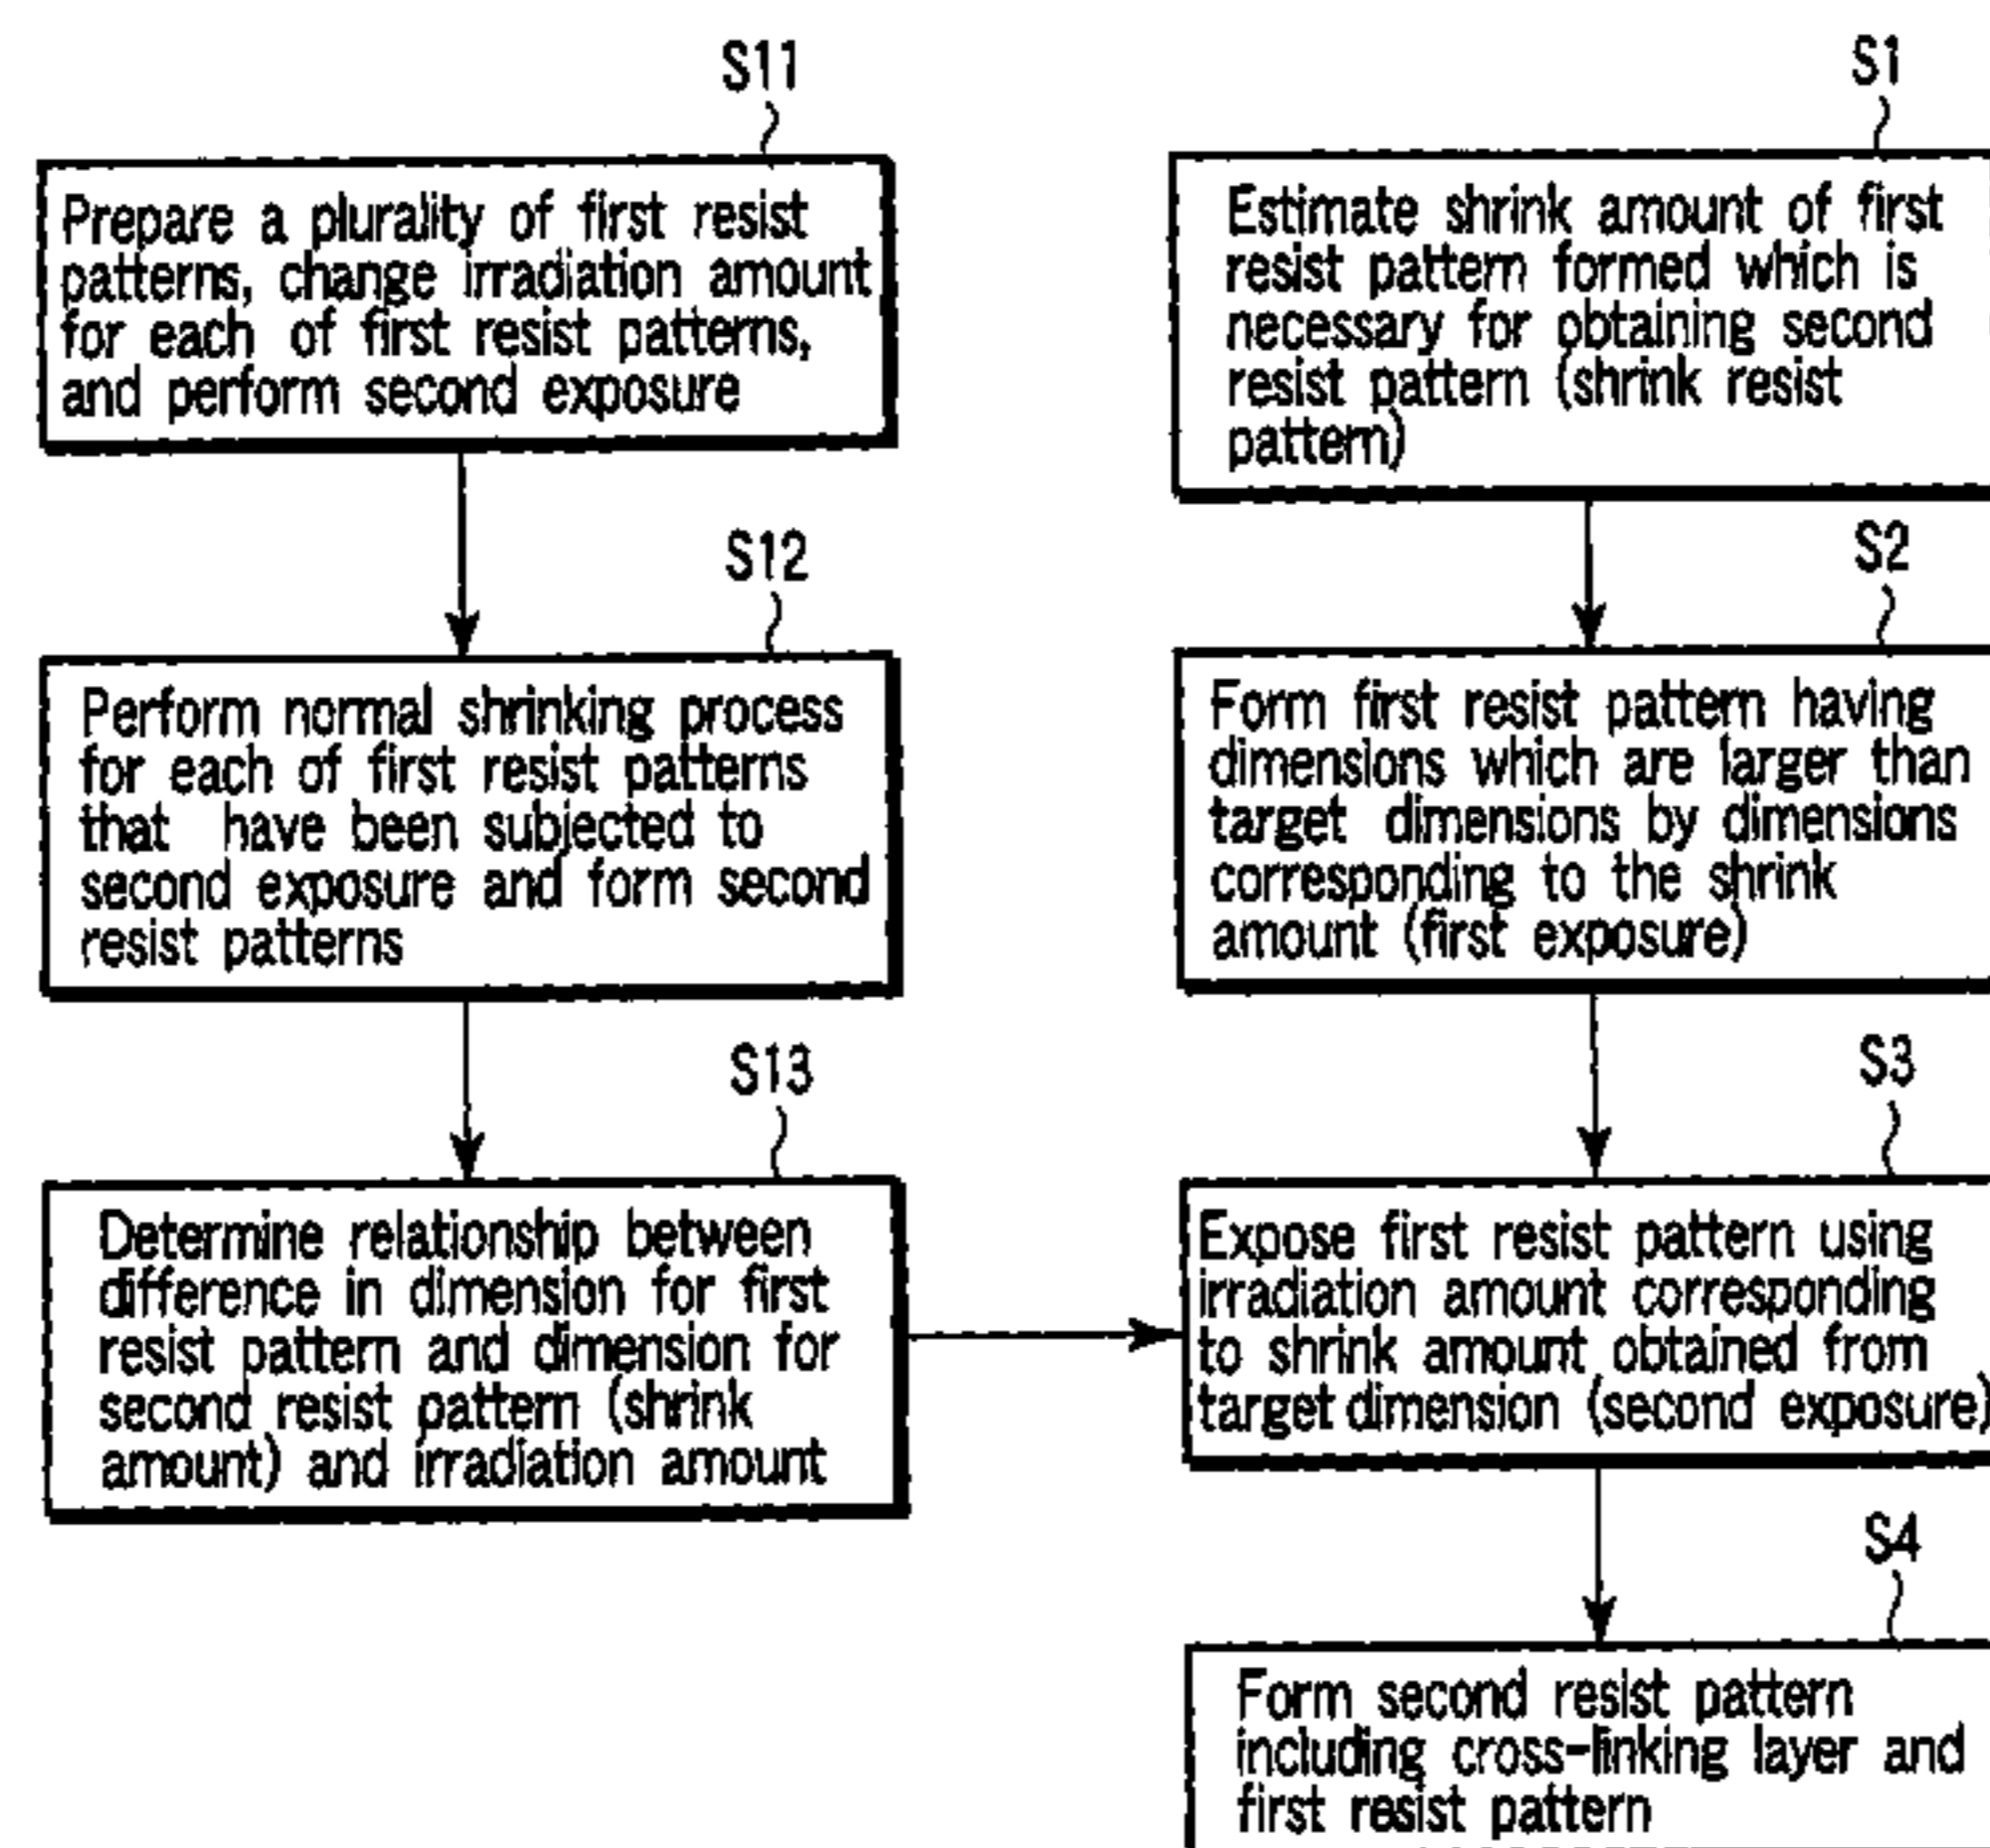 S11
Prepare a plurality of first resist
patterns, change irradiation amount
for each of first resist patterns,
and perform second exposure
S12
Perform normal shrinking process
for each of first resist patterns
that have been subjected to
second exposure and form second
resist patterns
S13
Determine relationship between
difference in dimension for first
resist pattern and dimension for
second resist pattern (shrink
amount) and irradiation amount
S1
Estimate shrink amount of first
resist pattern formed which is
necessary for obtaining second
resist pattern (shrink resist
pattern)
S2
Form first resist pattern having
dimensions which are larger than
target dimensions by dimensions
corresponding to the shrink
amount (first exposure)
S3
Expose first resist pattern using
irradiation amount corresponding
to shrink amount obtained from
target dimension (second exposure)
S4
Form second resist pattern
including cross-linking layer and
first resist pattern